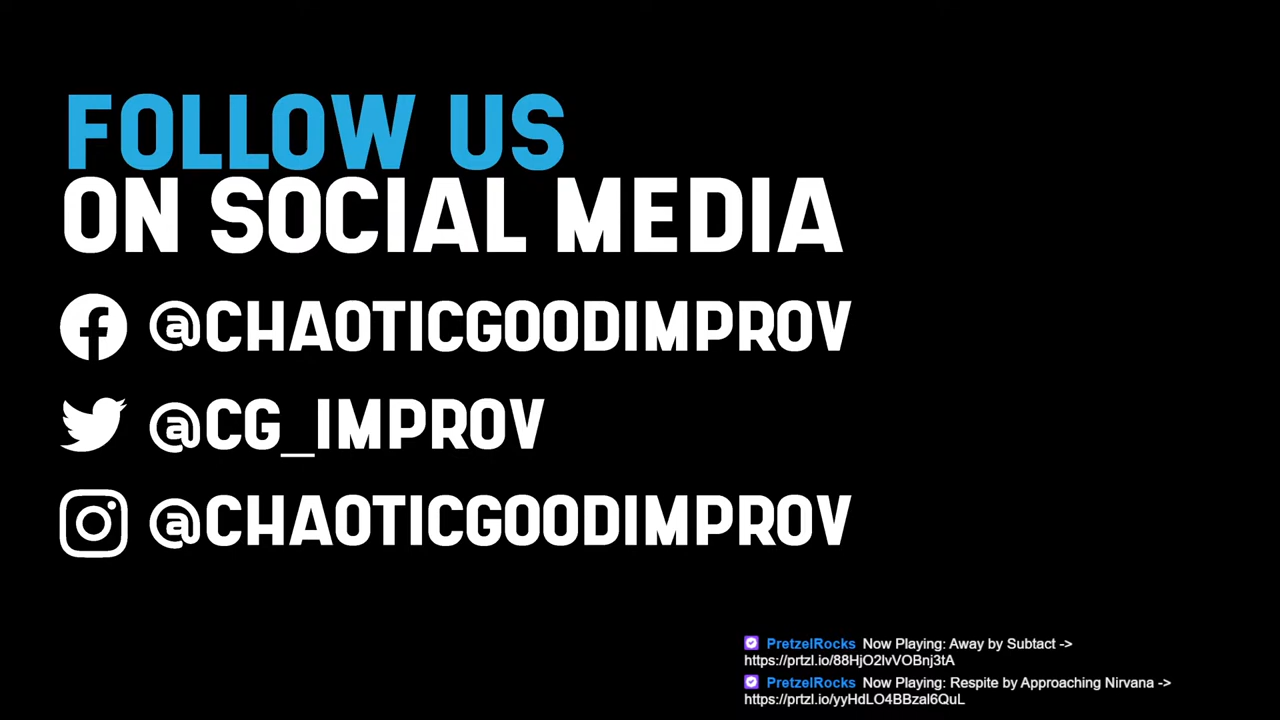 FOLLOW US
ON SOCIAL MEDIA
@CHAOTICGOODIMPROV
@CG_IMPROV
@CHAOTICGOODIMPROV
PretzelRocks Now Playing: Away by Subtact ->
https://prtzl.io/88HjO2lvVOBnj3tA
PretzelRocks Now Playing: Respite by Approaching Nirvana ->
https://prtzl.io/yyHdLO4BBzal6QuL